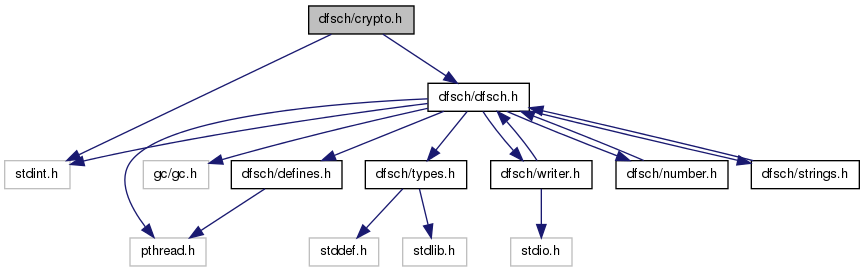 dfsch/crypto.h
dfsch/dfsch.h
stdint.h
gc/gc.h
dfsch/defines.h
dfsch/types.h
dfsch/writer.h
dfsch/number.h
dfsch/strings.h
pthread.h
stddef.h
stdlib.h
stdio.h